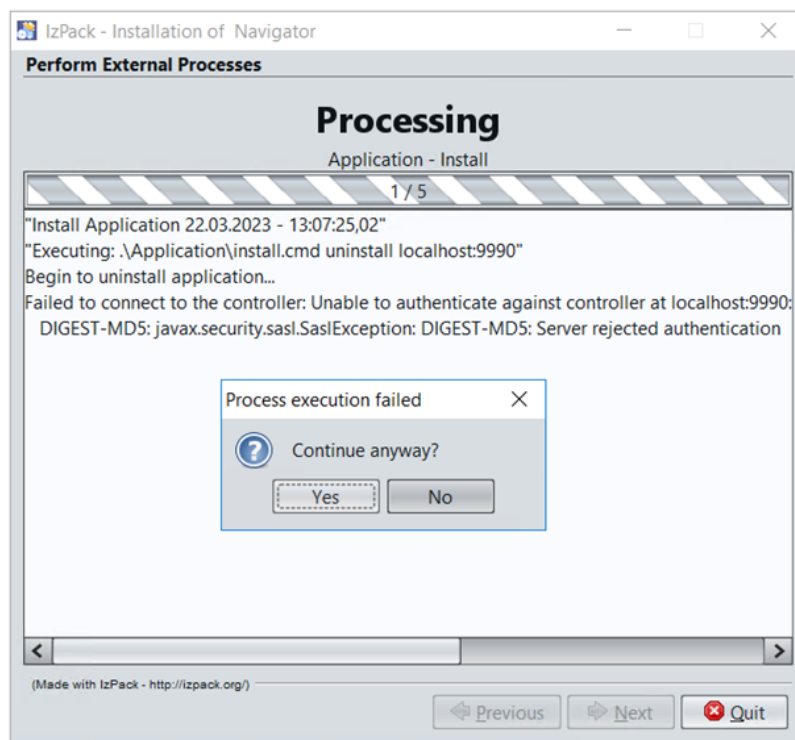 IzPack - Installation of  Navigator
Perform External Processes
Processing
Application - Install
1 / 5
"Install Application 22.03.2023 - 13:07:25,02"
"Executing: .\Application\install.cmd uninstall localhost:9990"
Begin to uninstall application...
Failed to connect to the controller: Unable to authenticate against controller at localhost:9990:
DIGEST-MD5: javax.security.sasl.SaslException: DIGEST-MD5: Server rejected authentication
Process execution failed
Continue anyway?
Yes No
(Made with IzPack - http://izpack.org/)
Previous Next Quit